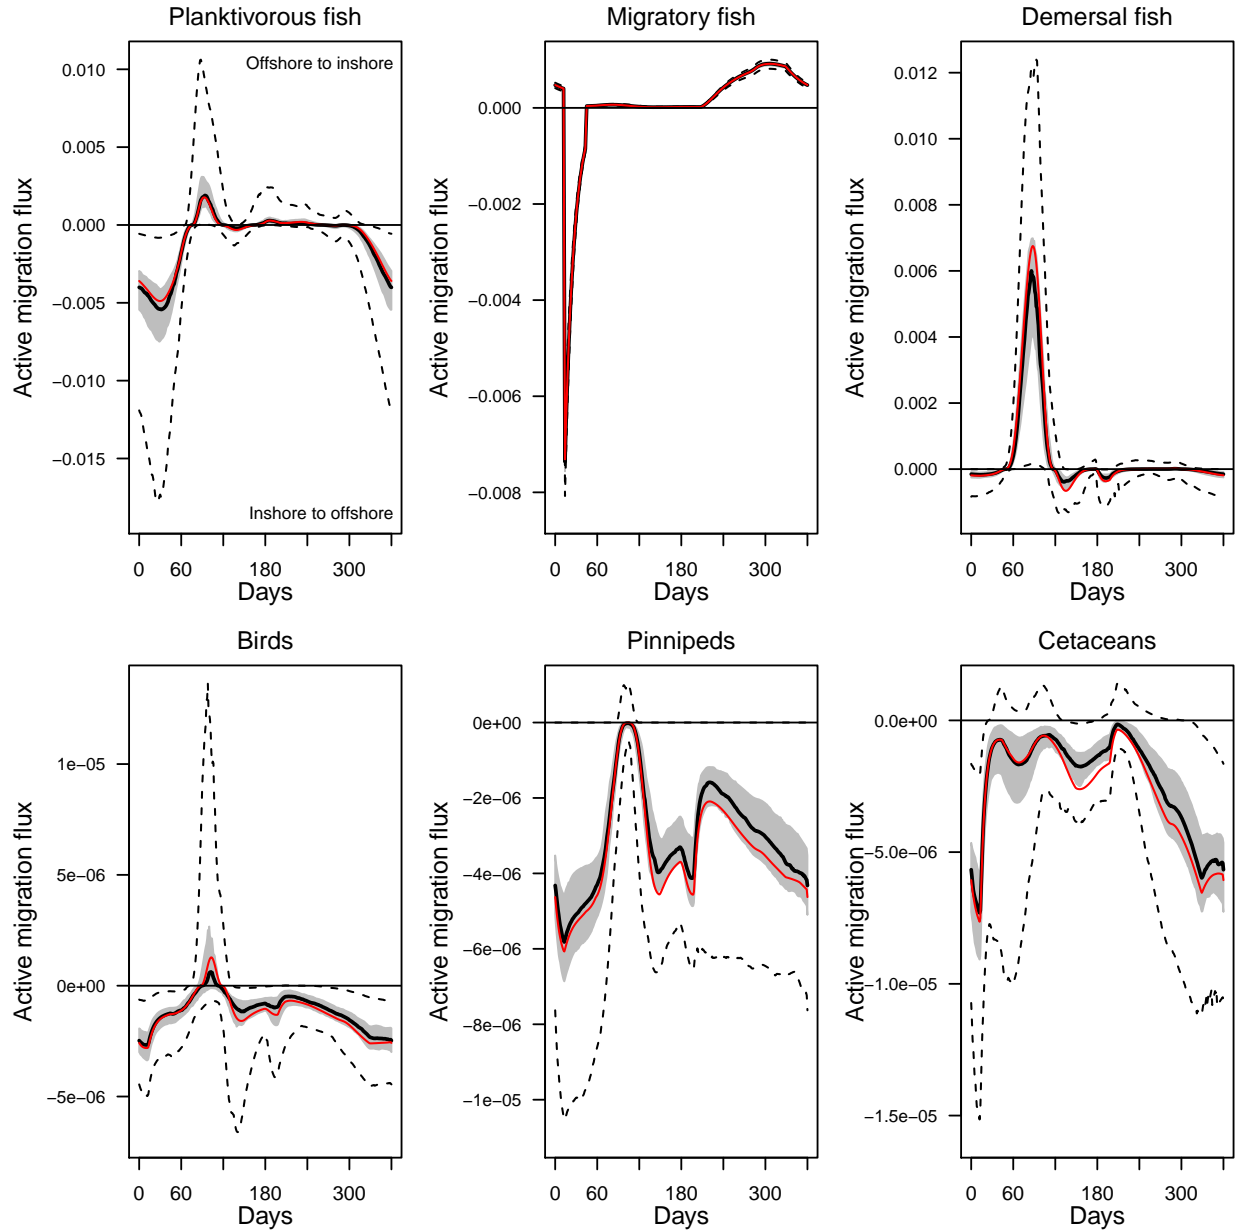 Planktivorous fish
Migratory fish
Demersal fish
Active migration flux
0.010
0.005
0.000
−0.005
−0.010
−0.015
Offshore to inshore
Inshore to offshore
0 60 180 300
Days
Active migration flux
0.000
−0.002
−0.004
−0.006
−0.008
0 60 180 300
Days
Active migration flux
0.012
0.010
0.008
0.006
0.004
0.002
0.000
0 60 180 300
Days
Birds
Pinnipeds
Cetaceans
Active migration flux
1e−05
5e−06
0e+00
−5e−06
0 60 180 300
Days
Active migration flux
0e+00
−2e−06
−4e−06
−6e−06
−8e−06
−1e−05
0 60 180 300
Days
Active migration flux
0.0e+00
−5.0e−06
−1.0e−05
−1.5e−05
0 60 180 300
Days